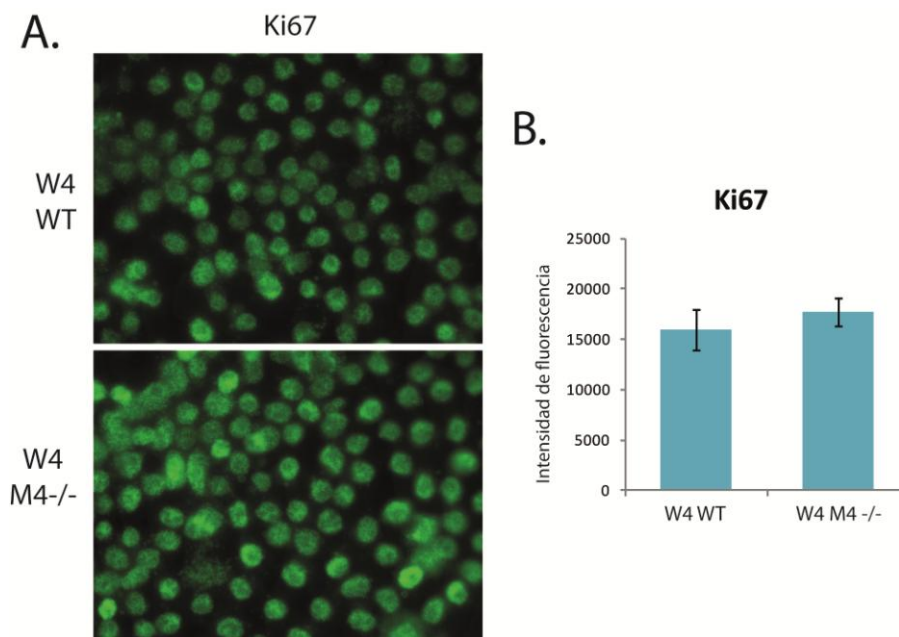 A.
Ki67
W4
WT
W4
M4-/-
B.
Ki67
Intensidad de fluorescencia
25000
20000
15000
10000
5000
0
W4 WT
W4 M4 -/-